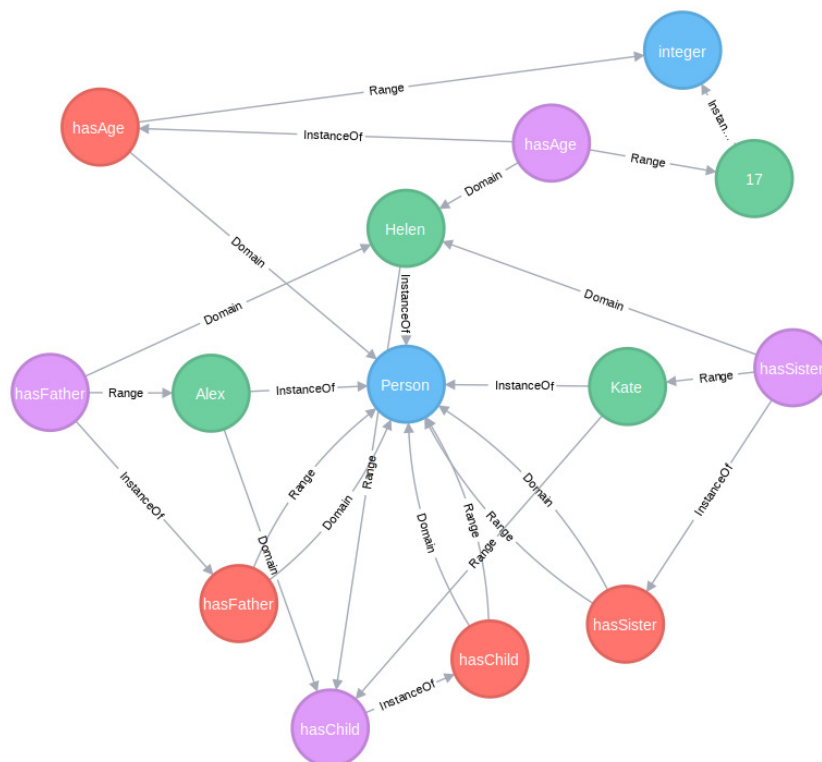 integer
Range
hasAge
InstanceOf
hasAge
Instan...
Range
17
Domain
Helen
Domain
InstanceOf
Domain
Domain
hasFather
Range
Alex
InstanceOf
Person
InstanceOf
Kate
Range
hasSister
InstanceOf
Range
Range
Domain
Domain
Range
Range
Domain
InstanceOf
Domain
Range
hasFather
hasSister
hasChild
InstanceOf
hasChild